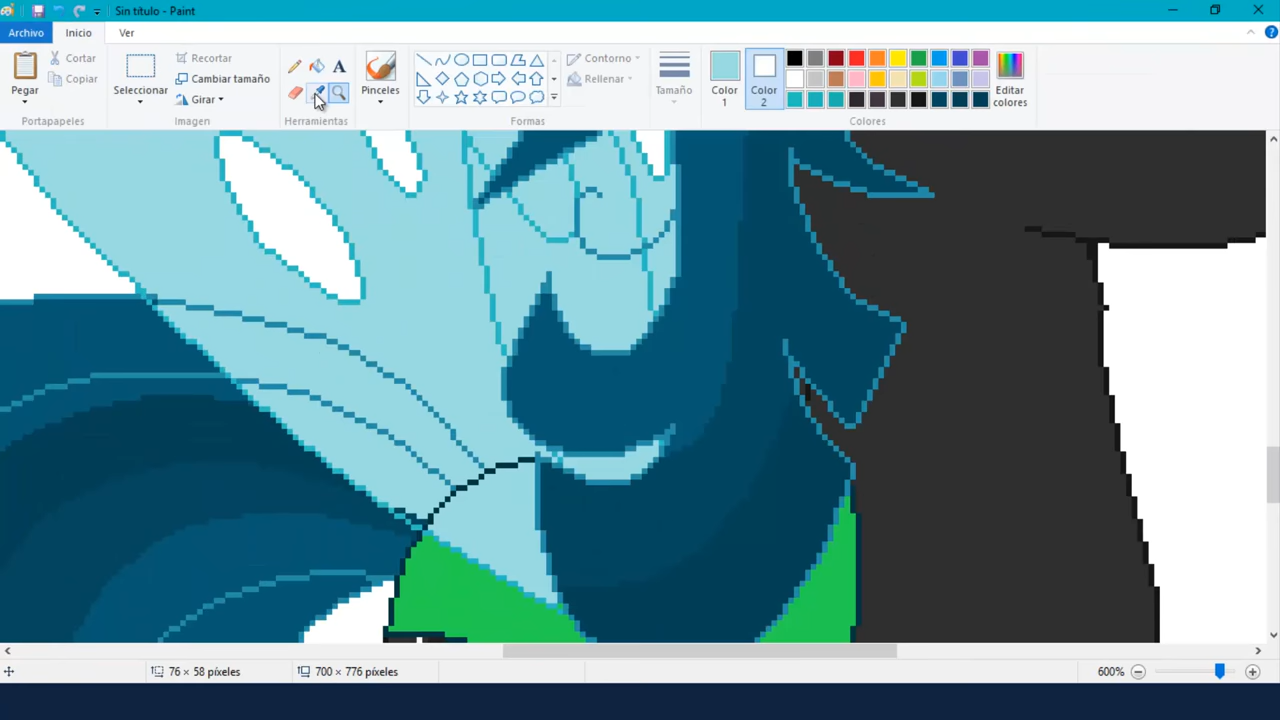 Sin título - Paint
Archivo
Inicio
Ver
Pegar
Cortar
Copiar
Portapapeles
Seleccionar
Recortar
Cambiar tamaño
Girar
Imagen
A
Herramientas
Pinceles
Contorno
Rellenar
Formas
Tamaño
Color 1
Color 2
Editar colores
Colores
76 × 58 píxeles
700 × 776 píxeles
600%